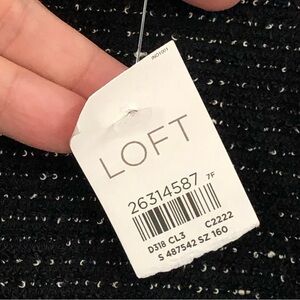 LOFT
26314587 7F
D318 CL3 C2222
S 487542 SZ 160